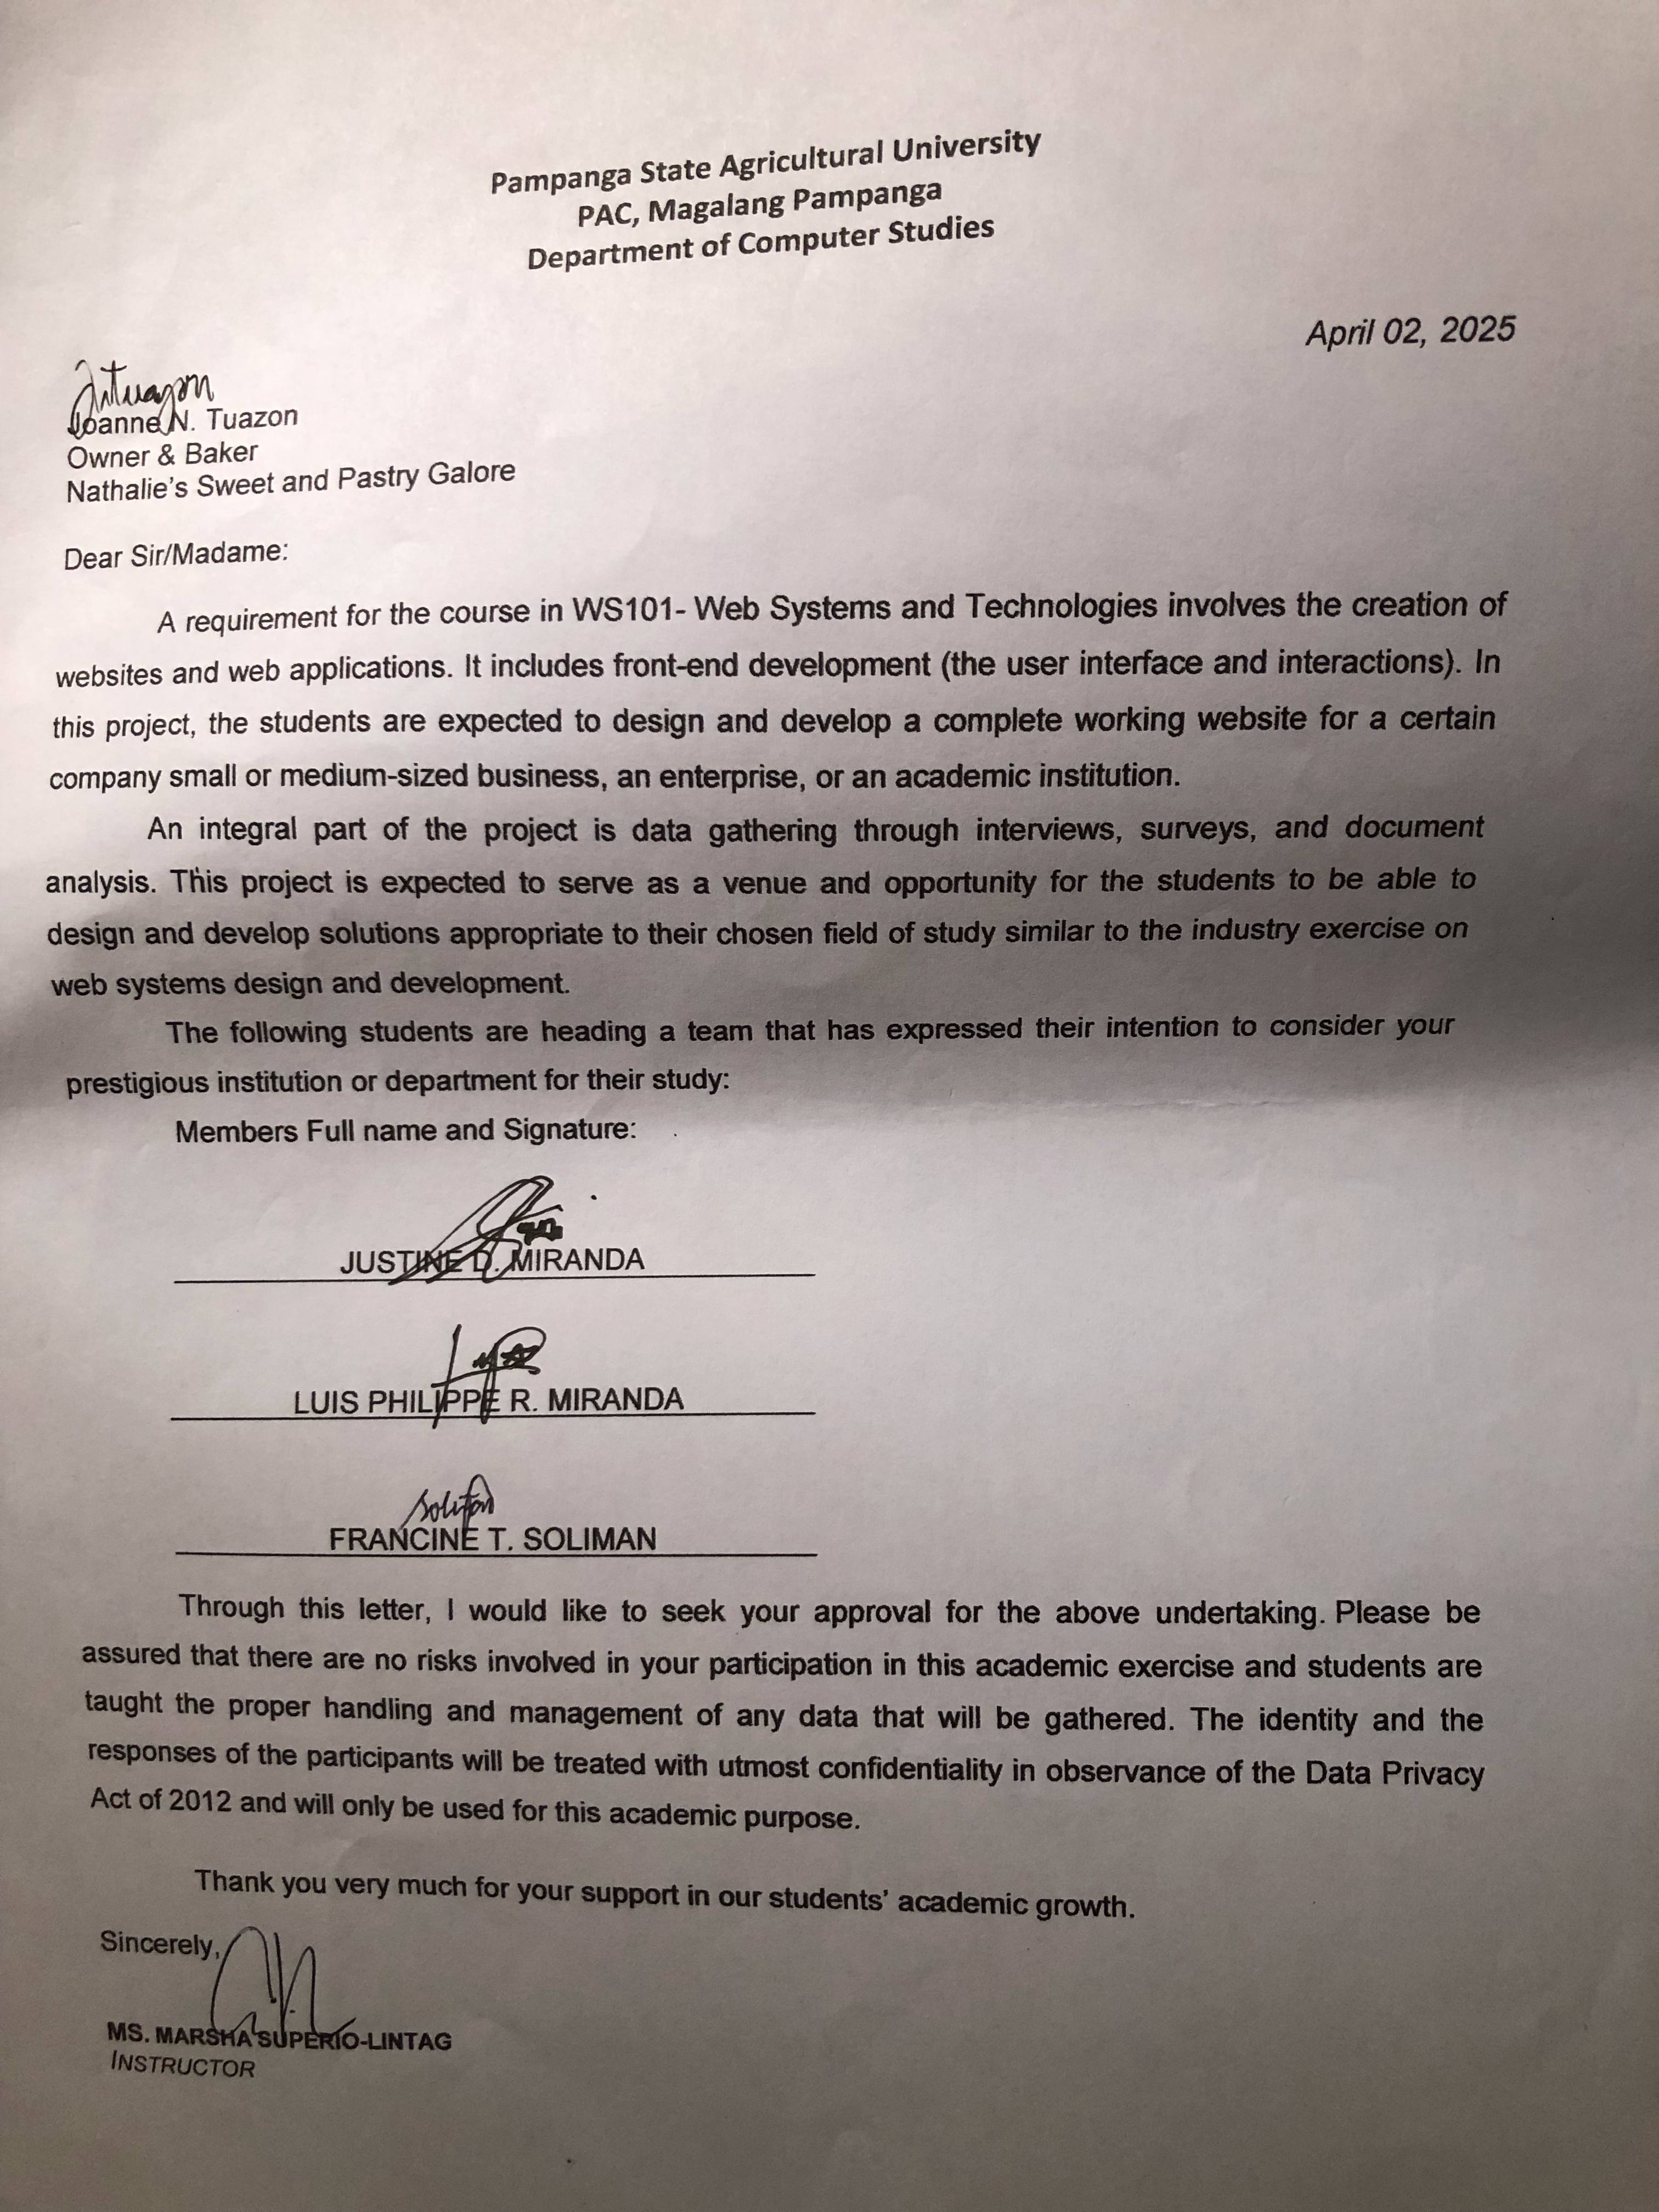 Pampanga State Agricultural University
PAC, Magalang Pampanga
Department of Computer Studies
April 02, 2025
Joanne N. Tuazon
Owner & Baker
Nathalie's Sweet and Pastry Galore
Dear Sir/Madame:
A requirement for the course in WS101- Web Systems and Technologies involves the creation of
websites and web applications. It includes front-end development (the user interface and interactions). In
this project, the students are expected to design and develop a complete working website for a certain
company small or medium-sized business, an enterprise, or an academic institution.
An integral part of the project is data gathering through interviews, surveys, and document
analysis. This project is expected to serve as a venue and opportunity for the students to be able to
design and develop solutions appropriate to their chosen field of study similar to the industry exercise on
web systems design and development.
The following students are heading a team that has expressed their intention to consider your
prestigious institution or department for their study:
Members Full name and Signature:
JUSTINE D. MIRANDA
LUIS PHILIPPE R. MIRANDA
FRANCINE T. SOLIMAN
Through this letter, I would like to seek your approval for the above undertaking. Please be
assured that there are no risks involved in your participation in this academic exercise and students are
taught the proper handling and management of any data that will be gathered. The identity and the
responses of the participants will be treated with utmost confidentiality in observance of the Data Privacy
Act of 2012 and will only be used for this academic purpose.
Thank you very much for your support in our students' academic growth.
Sincerely,
MS. MARSHA SUPERIO-LINTAG
INSTRUCTOR